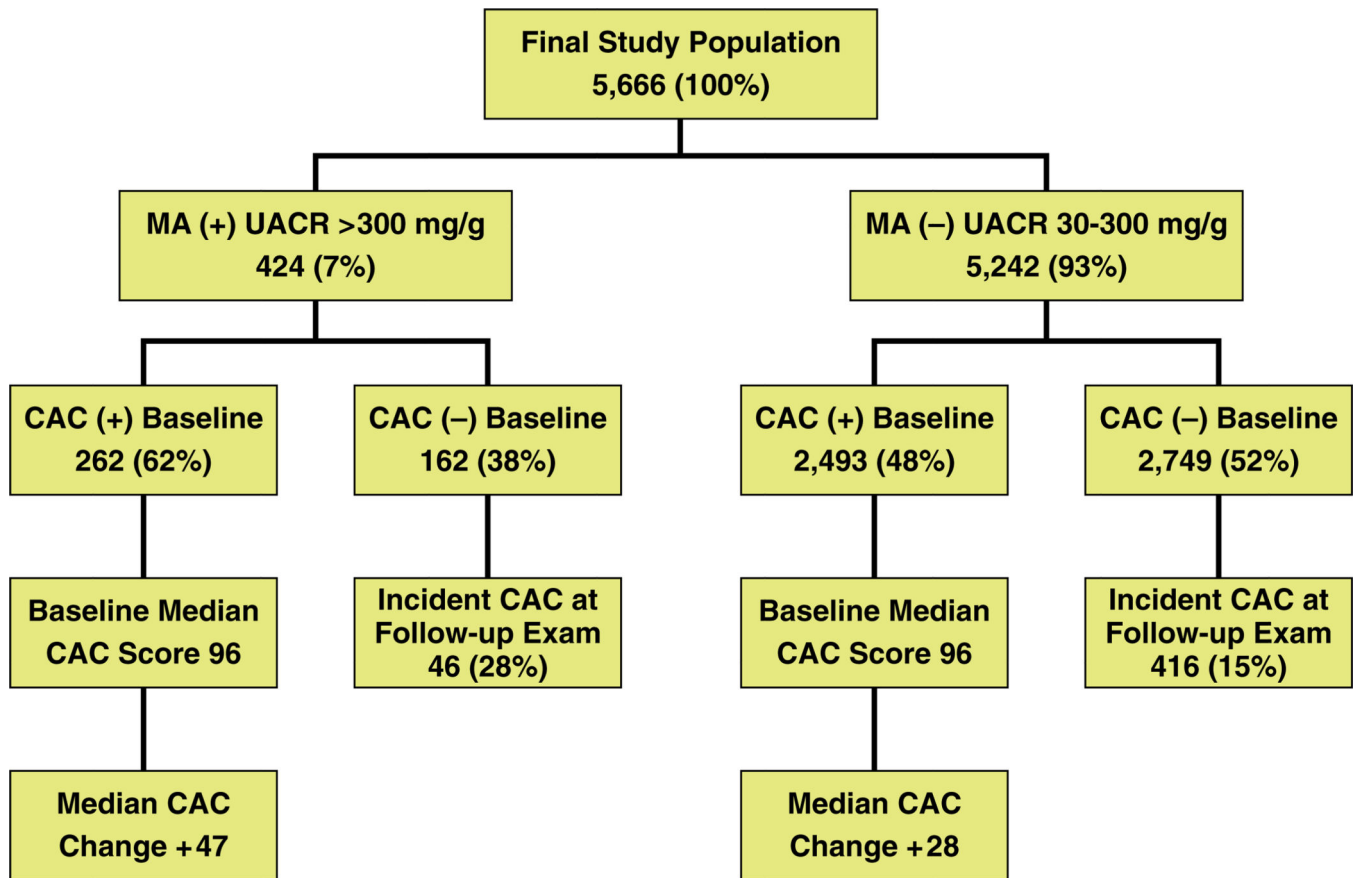 Final Study Population
5,666 (100%)
MA (+) UACR >300 mg/g
424 (7%)
MA (–) UACR 30-300 mg/g
5,242 (93%)
CAC (+) Baseline
262 (62%)
CAC (–) Baseline
162 (38%)
CAC (+) Baseline
2,493 (48%)
CAC (–) Baseline
2,749 (52%)
Baseline Median
CAC Score 96
Incident CAC at
Follow-up Exam
46 (28%)
Baseline Median
CAC Score 96
Incident CAC at
Follow-up Exam
416 (15%)
Median CAC
Change +47
Median CAC
Change +28